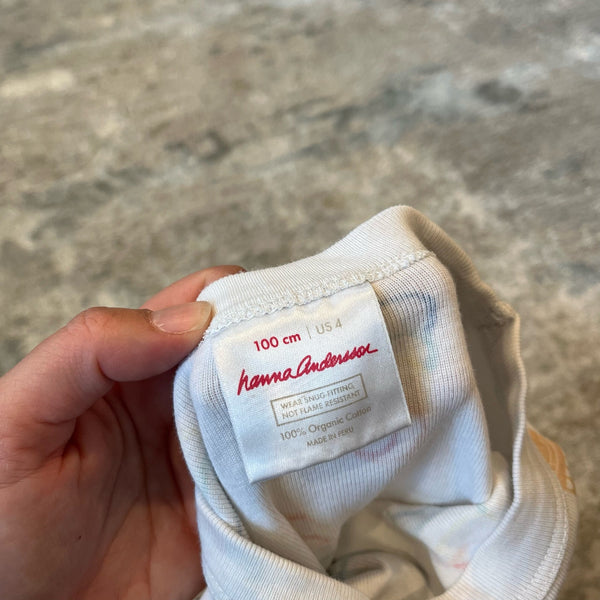 100 cm | US 4
hanna Andersson
WEAR SNUG-FITTING
NOT FLAME RESISTANT
100% Organic Cotton
MADE IN PERU